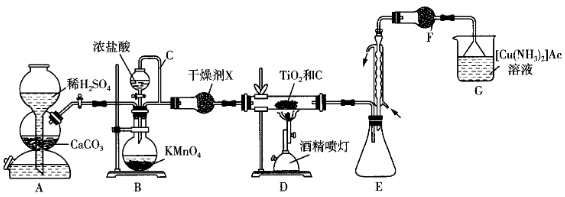 浓盐酸
C
F
稀H₂SO₄
干燥剂X
TiO₂和C
[Cu(NH₃)₂]Ac
溶液
G
CaCO₃
KMnO₄
酒精喷灯
A
B
D
E